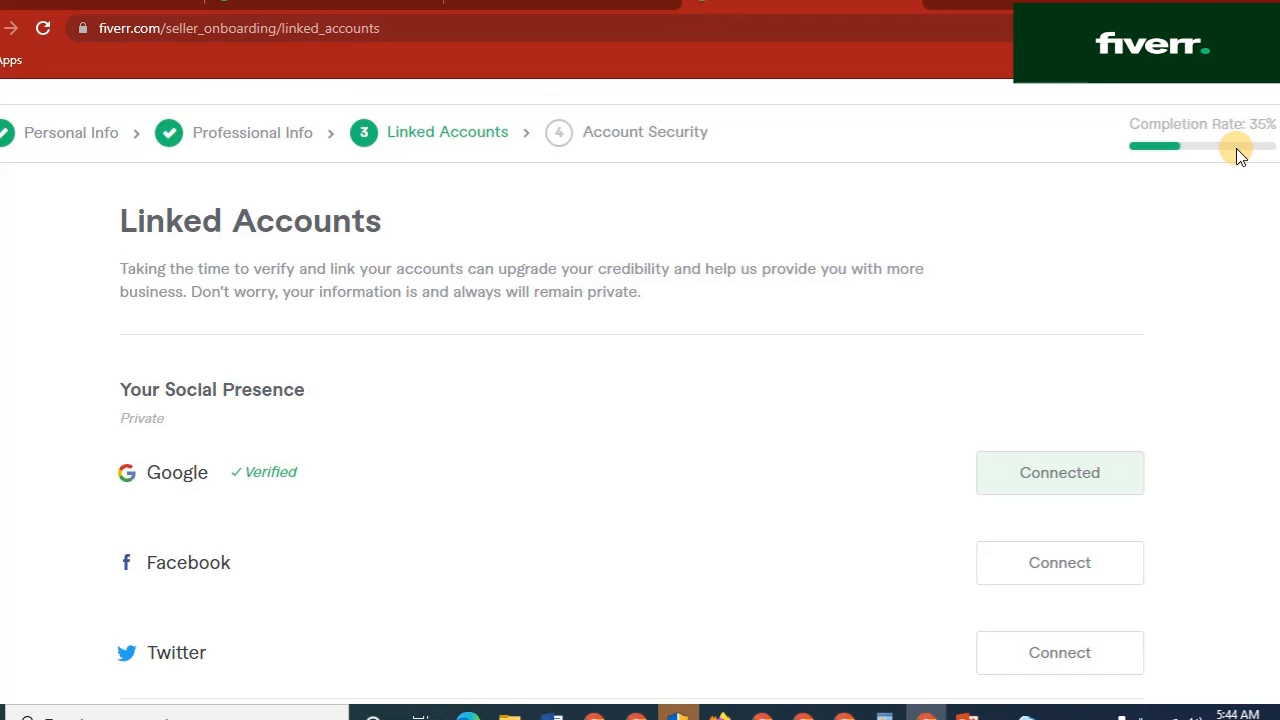 fiverr.com/seller_onboarding/linked_accounts
fiverr.
Apps
Personal Info > Professional Info > 3 Linked Accounts > 4 Account Security
Completion Rate: 35%
Linked Accounts
Taking the time to verify and link your accounts can upgrade your credibility and help us provide you with more
business. Don't worry, your information is and always will remain private.
Your Social Presence
Private
Google ✓ Verified Connected
Facebook Connect
Twitter Connect
5:44 AM